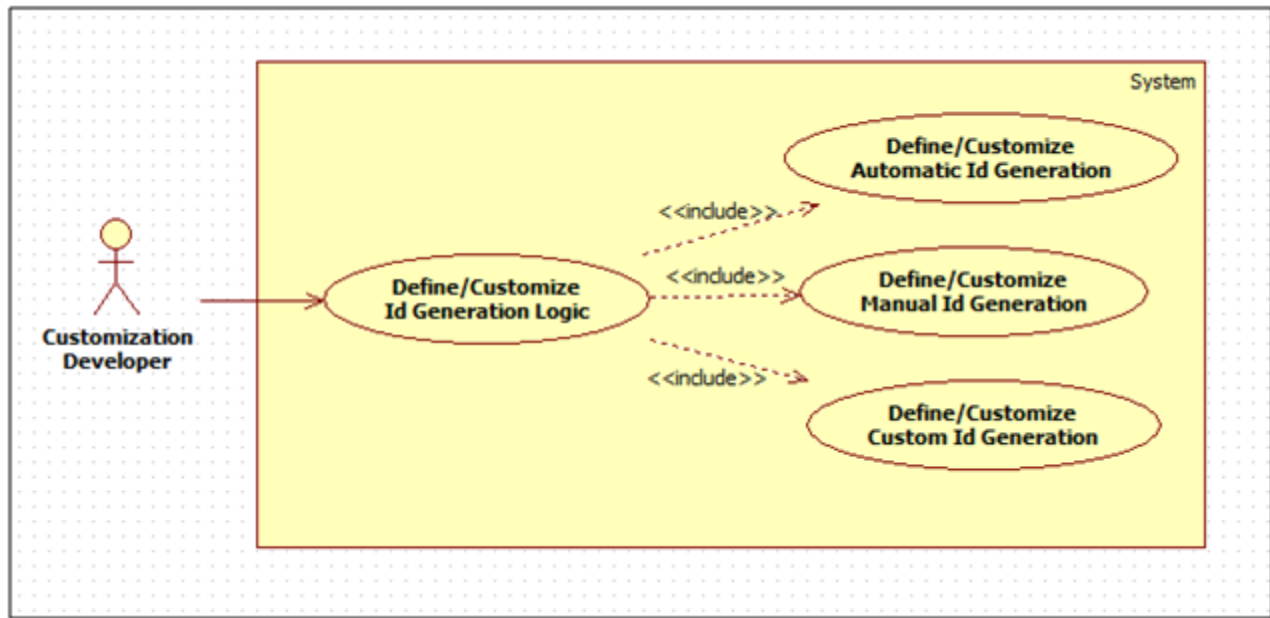 System
Define/Customize
Automatic Id Generation
<<include>>
Define/Customize
Id Generation Logic
<<include>>
Define/Customize
Manual Id Generation
Customization
Developer
<<include>>
Define/Customize
Custom Id Generation